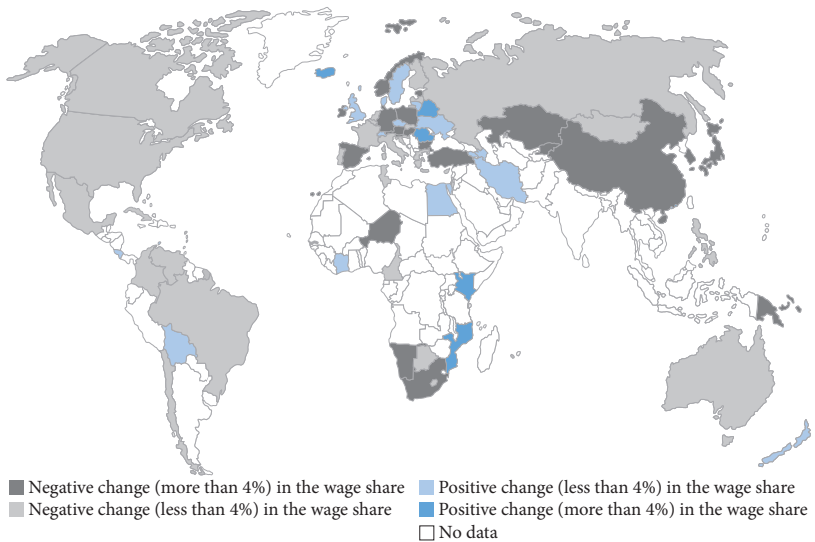 Negative change (more than 4%) in the wage share
Negative change (less than 4%) in the wage share
Positive change (less than 4%) in the wage share
Positive change (more than 4%) in the wage share
No data